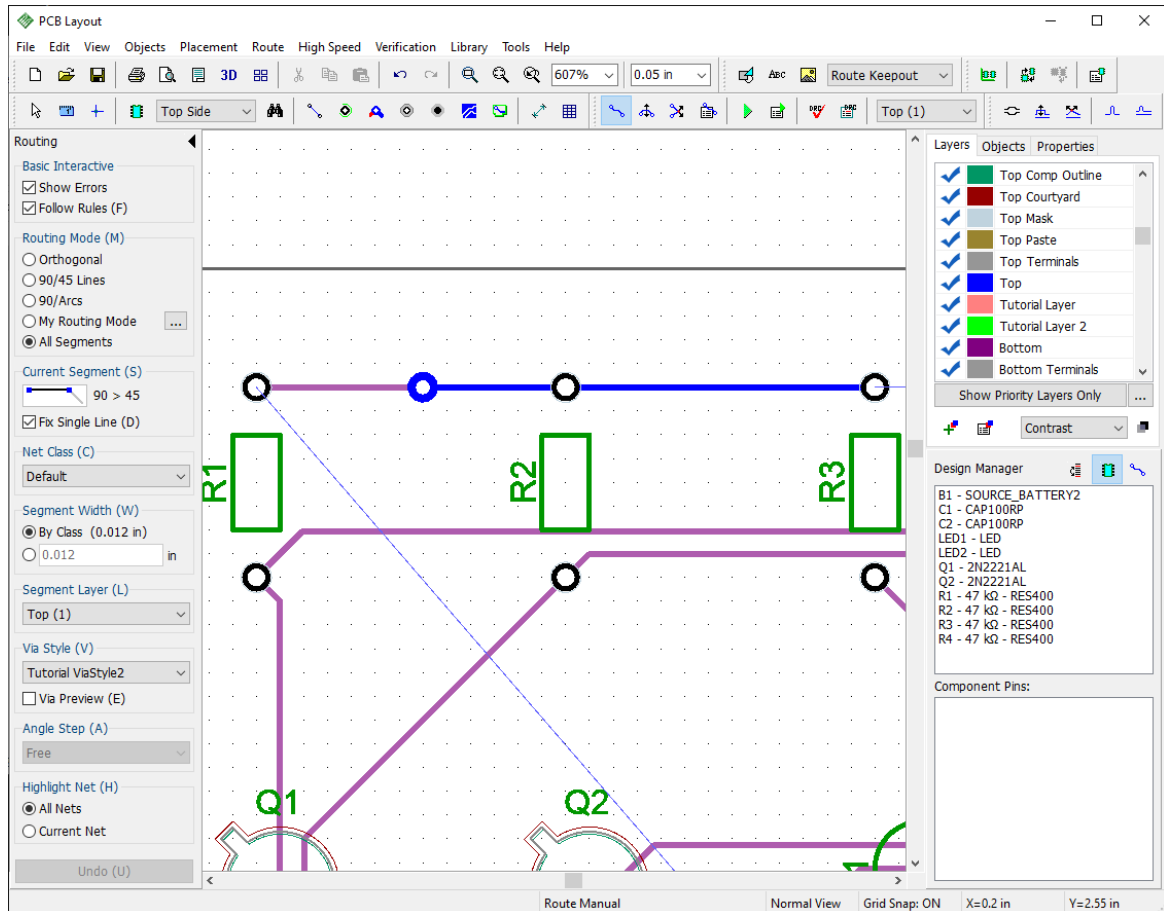 PCB Layout
File Edit View Objects Placement Route High Speed Verification Library Tools Help
3D 607% 0.05 in ABC Route Keepout
Top Side DRC DRC Top (1)
Routing
Basic Interactive
Show Errors
Follow Rules (F)
Routing Mode (M)
Orthogonal
90/45 Lines
90/Arcs
My Routing Mode ...
All Segments
Current Segment (S)
90 > 45
Fix Single Line (D)
Net Class (C)
Default
Segment Width (W)
By Class (0.012 in)
0.012 in
Segment Layer (L)
Top (1)
Via Style (V)
Tutorial ViaStyle2
Via Preview (E)
Angle Step (A)
Free
Highlight Net (H)
All Nets
Current Net
Undo (U)
R1
R2
R3
Q1
Q2
Layers Objects Properties
Top Comp Outline
Top Courtyard
Top Mask
Top Paste
Top Terminals
Top
Tutorial Layer
Tutorial Layer 2
Bottom
Bottom Terminals
Show Priority Layers Only ...
Contrast
Design Manager
B1 - SOURCE_BATTERY2
C1 - CAP100RP
C2 - CAP100RP
LED1 - LED
LED2 - LED
Q1 - 2N2221AL
Q2 - 2N2221AL
R1 - 47 kΩ - RES400
R2 - 47 kΩ - RES400
R3 - 47 kΩ - RES400
R4 - 47 kΩ - RES400
Component Pins:
Route Manual Normal View Grid Snap: ON X=0.2 in Y=2.55 in